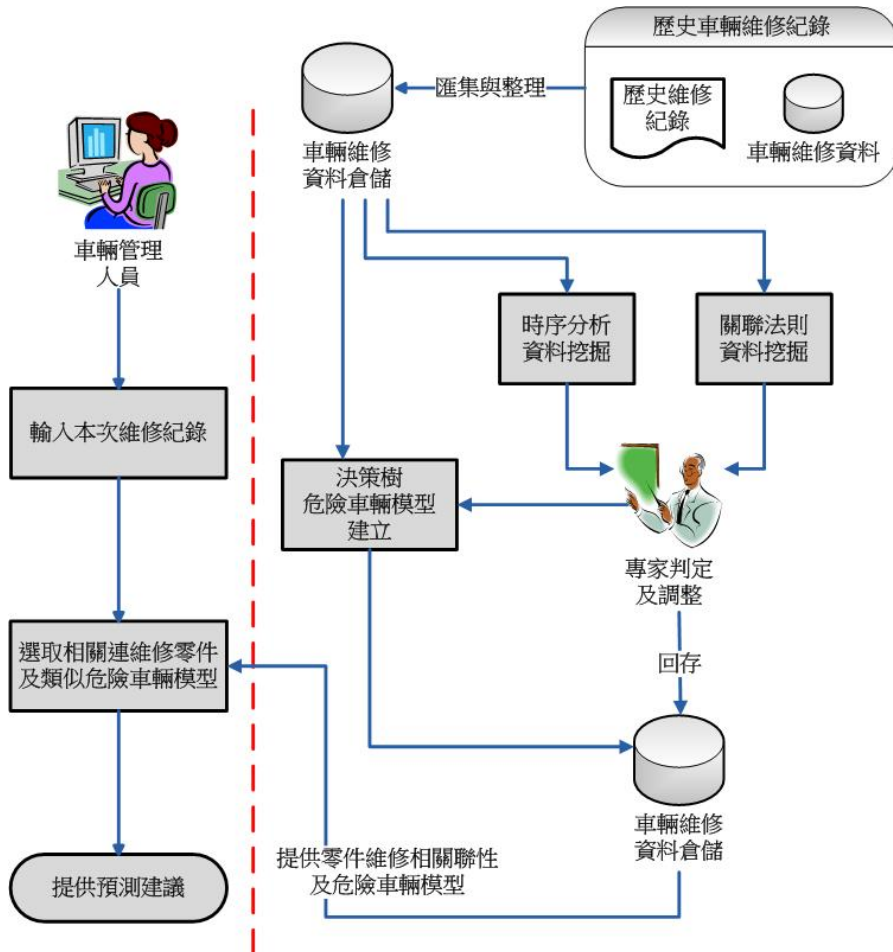 歷史車輛維修紀錄
匯集與整理
歷史維修
紀錄
車輛維修資料
車輛維修
資料倉儲
車輛管理
人員
時序分析
資料挖掘
關聯法則
資料挖掘
輸入本次維修紀錄
決策樹
危險車輛模型
建立
專家判定
及調整
選取相關連維修零件
及類似危險車輛模型
回存
車輛維修
資料倉儲
提供零件維修相關聯性
及危險車輛模型
提供預測建議